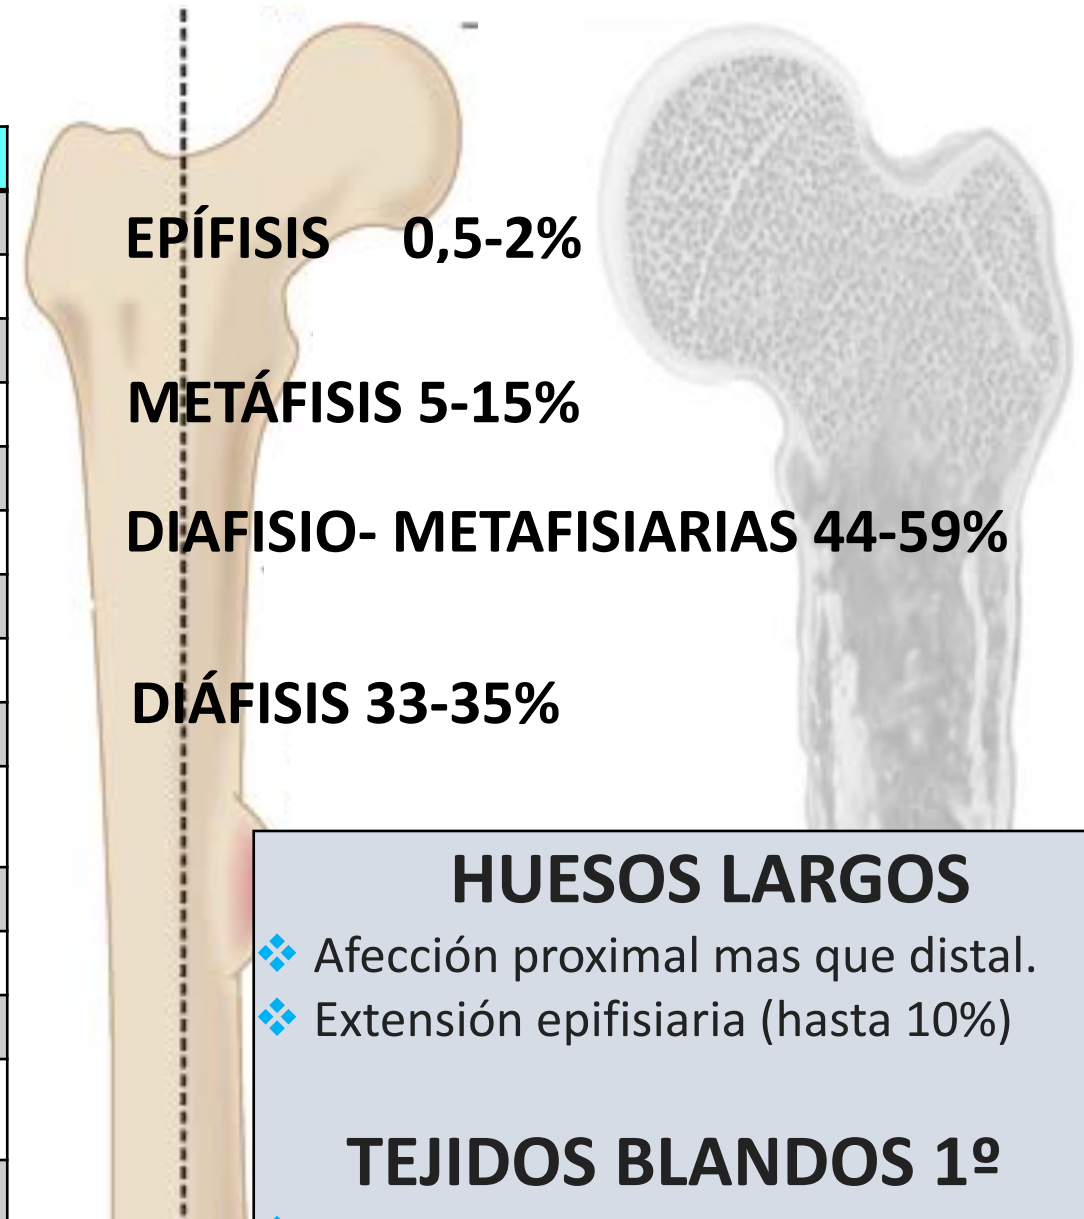 EPÍFISIS 0,5-2%
METÁFISIS 5-15%
DIAFISIO- METAFISIARIAS 44-59%
DIÁFISIS 33-35%
HUESOS LARGOS
❖ Afección proximal mas que distal.
❖ Extensión epifisiaria (hasta 10%)
TEJIDOS BLANDOS 1º